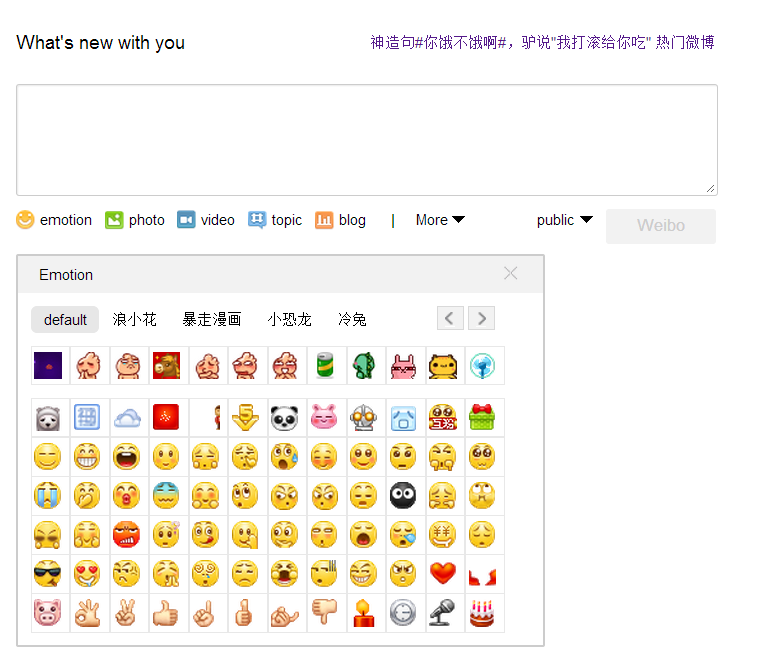 What's new with you
神造句#你饿不饿啊#，驴说"我打滚给你吃" 热门微博
emotion photo video topic blog | More public Weibo
Emotion
default 浪小花 暴走漫画 小恐龙 冷兔
互粉